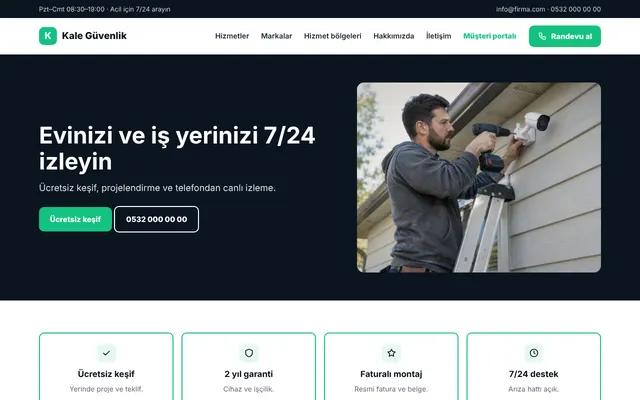 Pzt–Cmt 08:30–19:00 · Acil için 7/24 arayın
info@firma.com · 0532 000 00 00
K Kale Güvenlik
Hizmetler Markalar Hizmet bölgeleri Hakkımızda İletişim Müşteri portalı Randevu al
Evinizi ve iş yerinizi 7/24
izleyin
Ücretsiz keşif, projelendirme ve telefondan canlı izleme.
Ücretsiz keşif
0532 000 00 00
Ücretsiz keşif
Yerinde proje ve teklif.
2 yıl garanti
Cihaz ve işçilik.
Faturalı montaj
Resmi fatura ve belge.
7/24 destek
Arıza hattı açık.